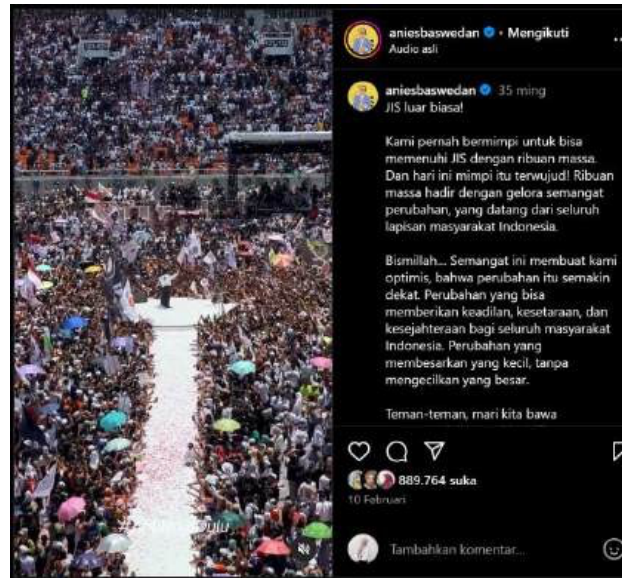 aniesbaswedan • Mengikuti
Audio asli
aniesbaswedan 35 ming
JIS luar biasa!
Kami pernah bermimpi untuk bisa
memenuhi JIS dengan ribuan massa.
Dan hari ini mimpi itu terwujud! Ribuan
massa hadir dengan gelora semangat
perubahan, yang datang dari seluruh
lapisan masyarakat Indonesia.
Bismillah... Semangat ini membuat kami
optimis, bahwa perubahan itu semakin
dekat. Perubahan yang bisa
memberikan keadilan, kesetaraan, dan
kesejahteraan bagi seluruh masyarakat
Indonesia. Perubahan yang
membesarkan yang kecil, tanpa
mengecilkan yang besar.
Teman-teman, mari kita bawa
889.764 suka
10 Februari
Tambahkan komentar...